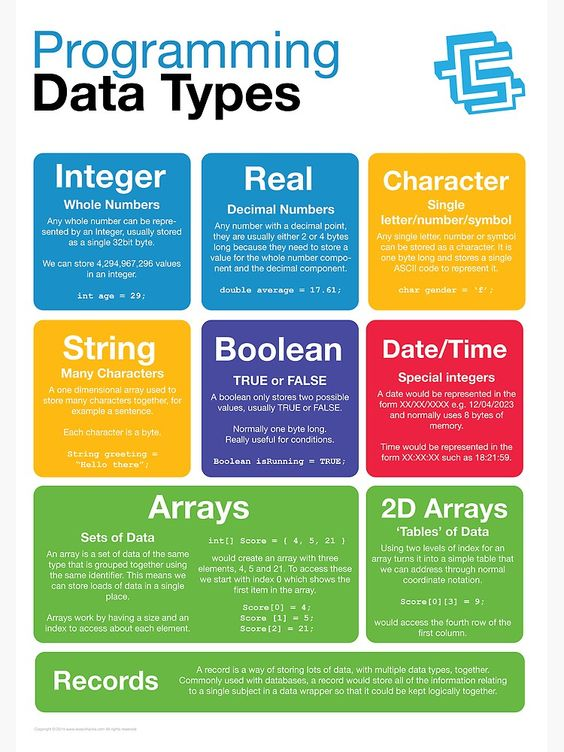 Programming
Data Types
Integer
Whole Numbers
Any whole number can be repre-
sented by an Integer, usually stored
as a single 32bit byte.
We can store 4,294,967,296 values
in an integer.
int age = 29;
Real
Decimal Numbers
Any number with a decimal point,
they are usually either 2 or 4 bytes
long because they need to store a
value for the whole number compo-
nent and the decimal component.
double average = 17.61;
Character
Single
letter/number/symbol
Any single letter, number or symbol
can be stored as a character. It is
one byte long and stores a single
ASCII code to represent it.
char gender = 'f';
String
Many Characters
A one dimensional array used to
store many characters together, for
example a sentence.
Each character is a byte.
String greeting =
"Hello there";
Boolean
TRUE or FALSE
A boolean only stores two possible
values, usually TRUE or FALSE.
Normally one byte long.
Really useful for conditions.
Boolean isRunning = TRUE;
Date/Time
Special integers
A date would be represented in the
form XX/XX/XXXX e.g. 12/04/2023
and normally uses 8 bytes of
memory.
Time would be represented in the
form XX:XX:XX such as 18:21:59.
Arrays
Sets of Data
An array is a set of data of the same
type that is grouped together using
the same identifier. This means we
can store loads of data in a single
place.
Arrays work by having a size and an
index to access about each element.
int[] Score = { 4, 5, 21 }
would create an array with three
elements, 4, 5 and 21. To access these
we start with index 0 which shows the
first item in the array.
Score[0] = 4;
Score [1] = 5;
Score[2] = 21;
2D Arrays
'Tables' of Data
Using two levels of index for an
array turns it into a simple table that
we can address through normal
coordinate notation.
Score[0][3] = 9;
would access the fourth row of the
first column.
Records
A record is a way of storing lots of data, with multiple data types, together.
Commonly used with databases, a record would store all of the information relating
to a single subject in a data wrapper so that it could be kept logically together.